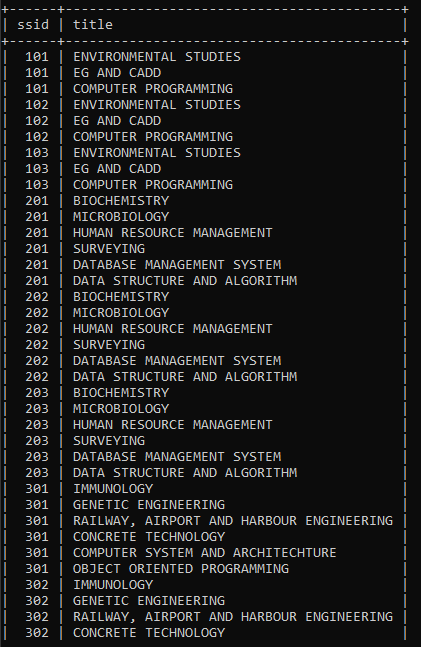 +------+-----------------------------------------+
| ssid | title                                   |
+------+-----------------------------------------+
|  101 | ENVIRONMENTAL STUDIES                   |
|  101 | EG AND CADD                             |
|  101 | COMPUTER PROGRAMMING                    |
|  102 | ENVIRONMENTAL STUDIES                   |
|  102 | EG AND CADD                             |
|  102 | COMPUTER PROGRAMMING                    |
|  103 | ENVIRONMENTAL STUDIES                   |
|  103 | EG AND CADD                             |
|  103 | COMPUTER PROGRAMMING                    |
|  201 | BIOCHEMISTRY                            |
|  201 | MICROBIOLOGY                            |
|  201 | HUMAN RESOURCE MANAGEMENT               |
|  201 | SURVEYING                               |
|  201 | DATABASE MANAGEMENT SYSTEM              |
|  201 | DATA STRUCTURE AND ALGORITHM            |
|  202 | BIOCHEMISTRY                            |
|  202 | MICROBIOLOGY                            |
|  202 | HUMAN RESOURCE MANAGEMENT               |
|  202 | SURVEYING                               |
|  202 | DATABASE MANAGEMENT SYSTEM              |
|  202 | DATA STRUCTURE AND ALGORITHM            |
|  203 | BIOCHEMISTRY                            |
|  203 | MICROBIOLOGY                            |
|  203 | HUMAN RESOURCE MANAGEMENT               |
|  203 | SURVEYING                               |
|  203 | DATABASE MANAGEMENT SYSTEM              |
|  203 | DATA STRUCTURE AND ALGORITHM            |
|  301 | IMMUNOLOGY                              |
|  301 | GENETIC ENGINEERING                     |
|  301 | RAILWAY, AIRPORT AND HARBOUR ENGINEERING |
|  301 | CONCRETE TECHNOLOGY                     |
|  301 | COMPUTER SYSTEM AND ARCHITECHTURE       |
|  301 | OBJECT ORIENTED PROGRAMMING             |
|  302 | IMMUNOLOGY                              |
|  302 | GENETIC ENGINEERING                     |
|  302 | RAILWAY, AIRPORT AND HARBOUR ENGINEERING |
|  302 | CONCRETE TECHNOLOGY                     |